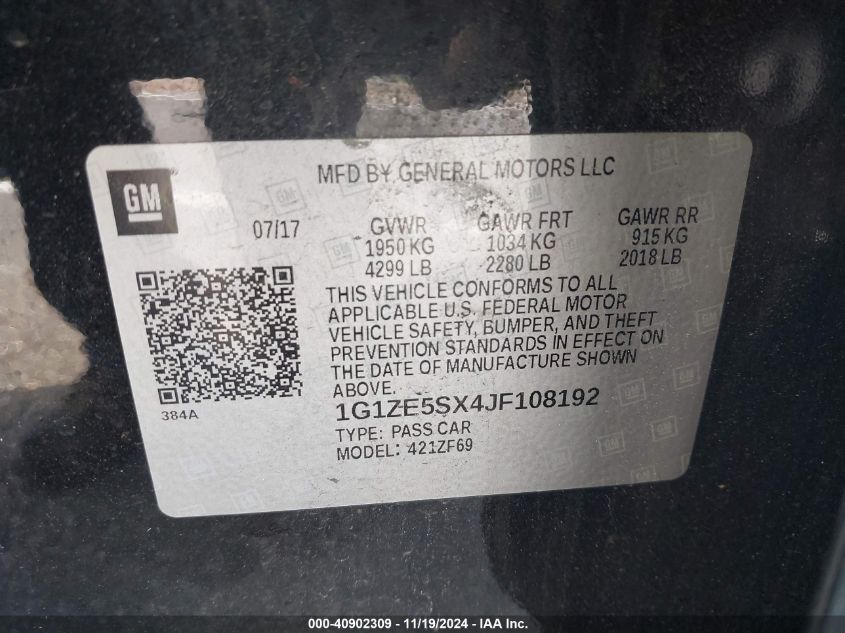 MFD BY GENERAL MOTORS LLC
GM
07/17 GVWR GAWR FRT GAWR RR
1950 KG 1034 KG 915 KG
4299 LB 2280 LB 2018 LB
THIS VEHICLE CONFORMS TO ALL
APPLICABLE U.S. FEDERAL MOTOR
VEHICLE SAFETY, BUMPER, AND THEFT
PREVENTION STANDARDS IN EFFECT ON
THE DATE OF MANUFACTURE SHOWN
ABOVE.
384A
1G1ZE5SX4JF108192
TYPE: PASS CAR
MODEL: 421ZF69
000-40902309 - 11/19/2024 - IAA, Inc.